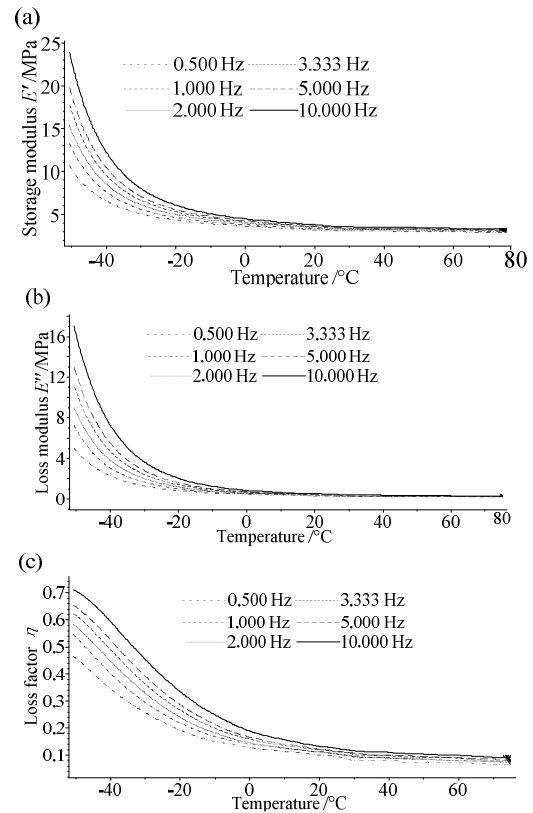 (a)
Storage modulus E′/MPa
25
20
15
10
5
0.500 Hz 3.333 Hz
1.000 Hz 5.000 Hz
2.000 Hz 10.000 Hz
-40 -20 0 20 40 60 80
Temperature /°C
(b)
Loss modulus E″/MPa
16
12
8
4
0
0.500 Hz 3.333 Hz
1.000 Hz 5.000 Hz
2.000 Hz 10.000 Hz
-40 -20 0 20 40 60 80
Temperature /°C
(c)
Loss factor η
0.7
0.6
0.5
0.4
0.3
0.2
0.1
0.500 Hz 3.333 Hz
1.000 Hz 5.000 Hz
2.000 Hz 10.000 Hz
-40 -20 0 20 40 60
Temperature /°C